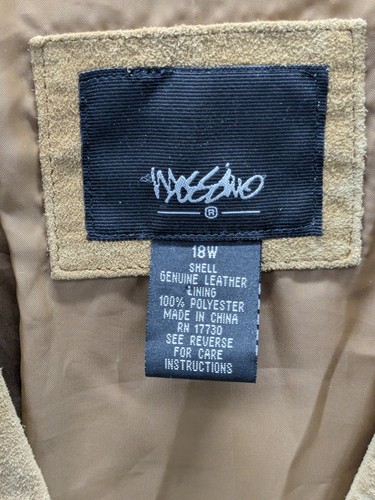 Mossimo
®
18W
SHELL
GENUINE LEATHER
LINING
100% POLYESTER
MADE IN CHINA
RN 17730
SEE REVERSE
FOR CARE
INSTRUCTIONS